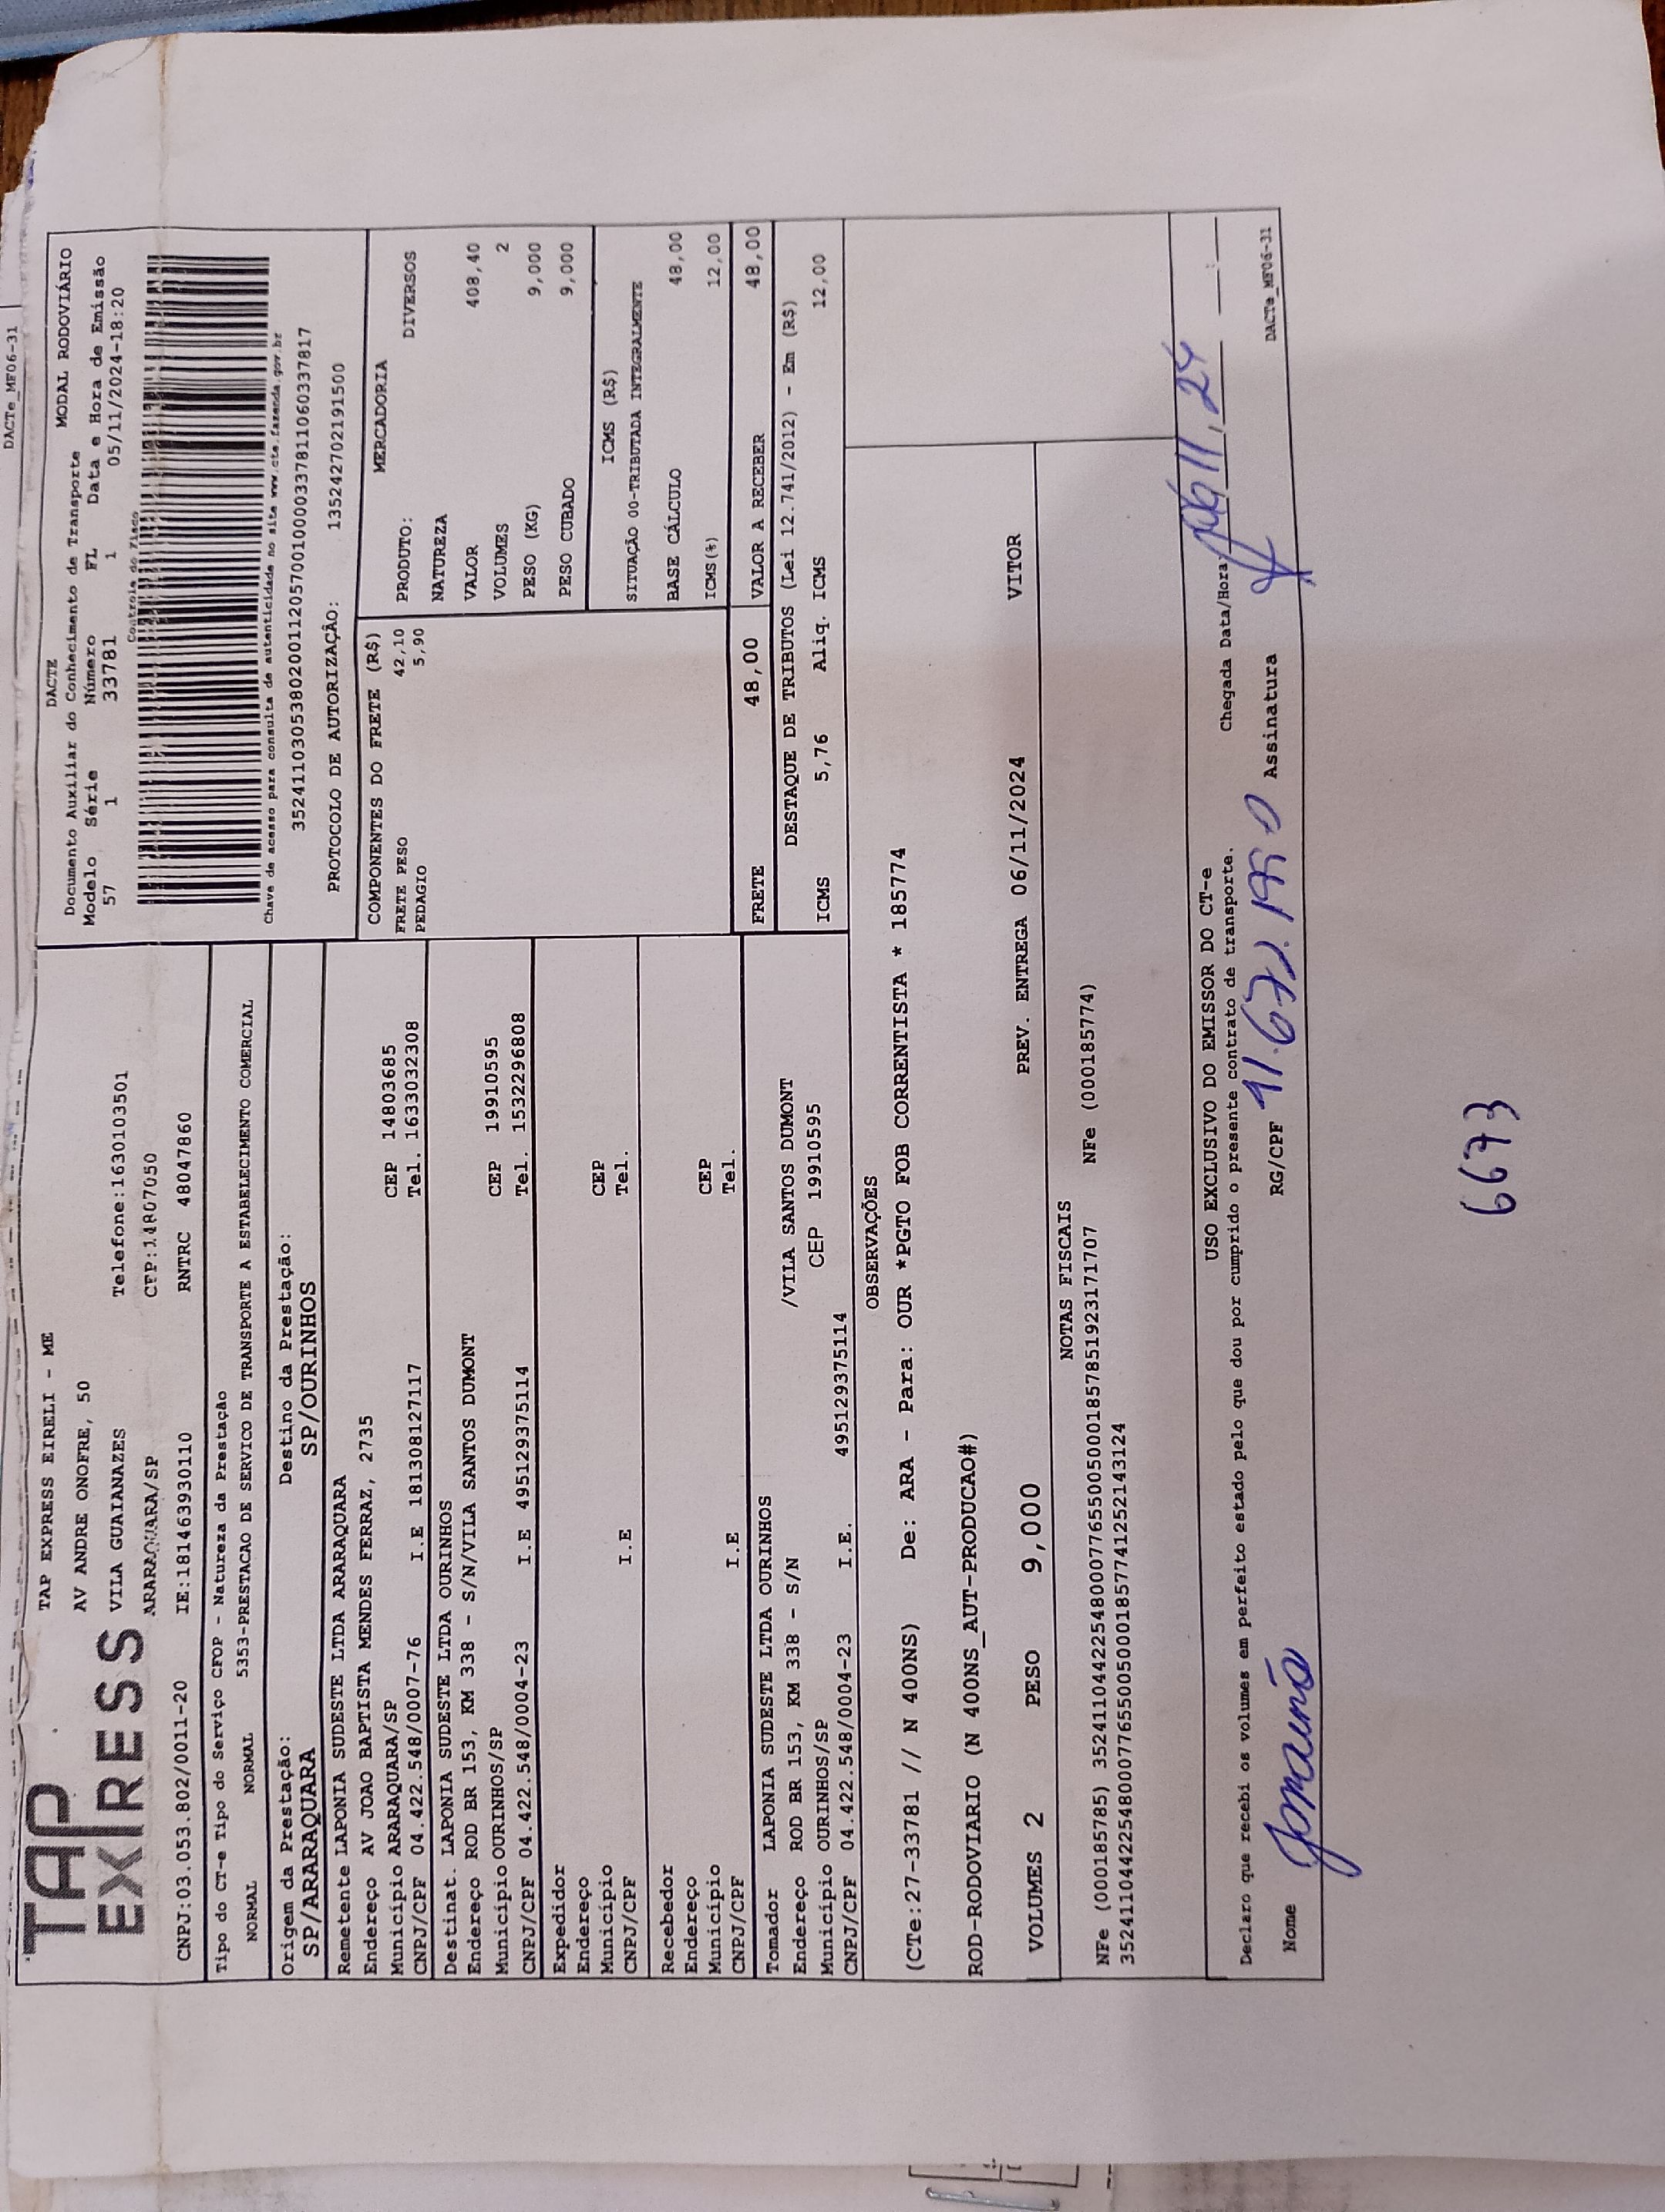 DACTe_MF06-31
TAP
EXPRESS
TAP EXPRESS EIRELI - ME
AV ANDRE ONOFRE, 50
VILA GUAIANAZES Telefone:1630103501
ARARAQUARA/SP CEP:14807050
CNPJ:03.053.802/0011-20 IE:181463930110 RNTRC 48047860
DACTE MODAL RODOVIÁRIO
Documento Auxiliar do Conhecimento de Transporte
Modelo Série Número FL Data e Hora de Emissão
57 1 33781 1 05/11/2024-18:20
Controle do Fisco
Chave de acesso para consulta de autenticidade no site www.cte.fazenda.gov.br
35241103053802001120570010000337811060337817
PROTOCOLO DE AUTORIZAÇÃO: 135242702191500
Tipo do CT-e Tipo do Serviço CFOP - Natureza da Prestação
NORMAL NORMAL 5353-PRESTACAO DE SERVICO DE TRANSPORTE A ESTABELECIMENTO COMERCIAL
Origem da Prestação: Destino da Prestação:
SP/ARARAQUARA SP/OURINHOS
Remetente LAPONIA SUDESTE LTDA ARARAQUARA
Endereço AV JOAO BAPTISTA MENDES FERRAZ, 2735
Município ARARAQUARA/SP CEP 14803685
CNPJ/CPF 04.422.548/0007-76 I.E 181308127117 Tel. 1633032308
Destinat. LAPONIA SUDESTE LTDA OURINHOS
Endereço ROD BR 153, KM 338 - S/N/VILA SANTOS DUMONT
Município OURINHOS/SP CEP 19910595
CNPJ/CPF 04.422.548/0004-23 I.E 495129375114 Tel. 1532296808
Expedidor
Endereço
Município CEP
CNPJ/CPF I.E Tel.
Recebedor
Endereço
Município CEP
CNPJ/CPF I.E Tel.
Tomador LAPONIA SUDESTE LTDA OURINHOS
Endereço ROD BR 153, KM 338 - S/N /VILA SANTOS DUMONT
Município OURINHOS/SP CEP 19910595
CNPJ/CPF 04.422.548/0004-23 I.E. 495129375114
COMPONENTES DO FRETE (R$)
FRETE PESO 42,10
PEDAGIO 5,90
MERCADORIA
PRODUTO: DIVERSOS
NATUREZA
VALOR 408,40
VOLUMES 2
PESO (KG) 9,000
PESO CUBADO 9,000
ICMS (R$)
SITUAÇÃO 00-TRIBUTADA INTEGRALMENTE
BASE CÁLCULO 48,00
ICMS(%) 12,00
FRETE 48,00 VALOR A RECEBER 48,00
DESTAQUE DE TRIBUTOS (Lei 12.741/2012) - Em (R$)
ICMS 5,76 Aliq. ICMS 12,00
OBSERVAÇÕES
(CTe:27-33781 // N 400NS) De: ARA - Para: OUR *PGTO FOB CORRENTISTA * 185774
ROD-RODOVIARIO (N 400NS_AUT-PRODUCAO#)
VOLUMES 2 PESO 9,000 PREV. ENTREGA 06/11/2024 VITOR
NOTAS FISCAIS
NFe (000185785) 35241104422548000776550050001857851923171707 NFe (000185774)
35241104422548000776550050001857741252143124
USO EXCLUSIVO DO EMISSOR DO CT-e
Declaro que recebi os volumes em perfeito estado pelo que dou por cumprido o presente contrato de transporte.
Chegada Data/Hora 11, 24
Nome RG/CPF Assinatura
DACTe_MF06-31
6673